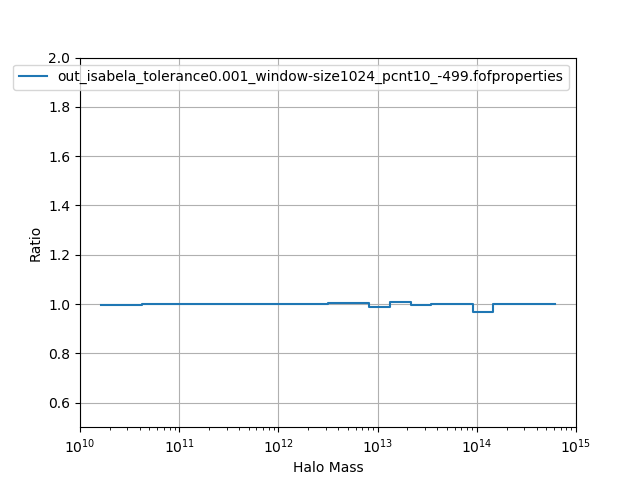 out_isabela_tolerance0.001_window-size1024_pcnt10_-499.fofproperties
2.0
1.8
1.6
1.4
1.2
1.0
0.8
0.6
Ratio
10^10 10^11 10^12 10^13 10^14 10^15
Halo Mass